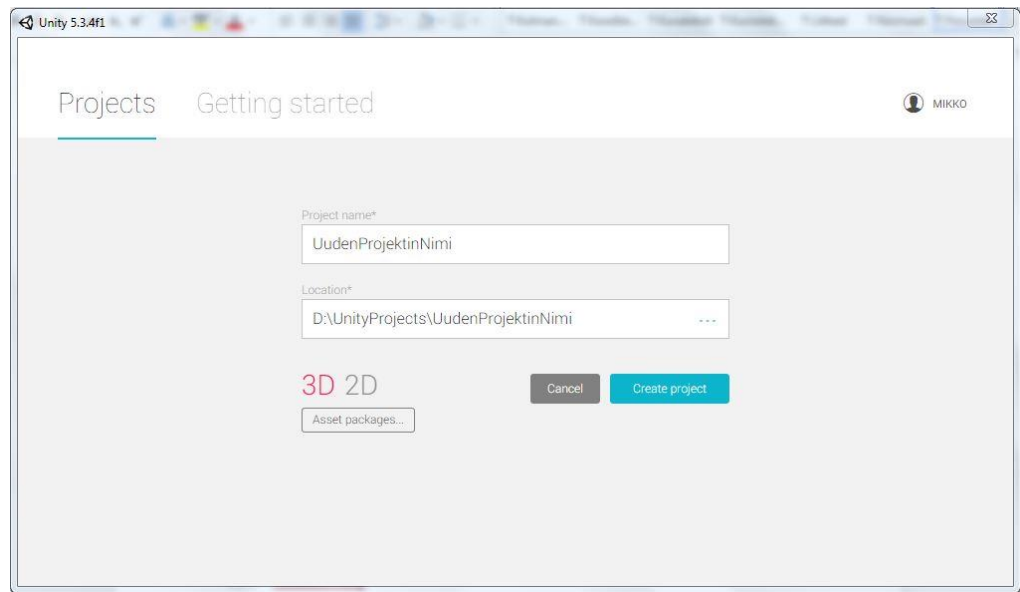 Unity 5.3.4f1
Projects Getting started MIKKO
Project name*
UudenProjektinNimi
Location*
D:\UnityProjects\UudenProjektinNimi ...
3D 2D Cancel Create project
Asset packages...